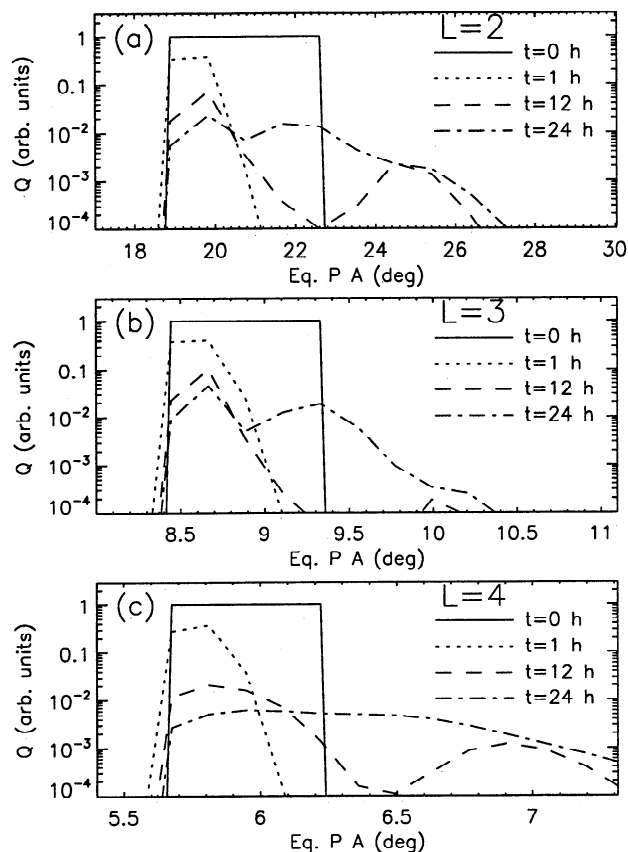 (a) L=2
t=0 h
t=1 h
t=12 h
t=24 h
Q (arb. units)
1
0.1
10⁻²
10⁻³
10⁻⁴
18 20 22 24 26 28 30
Eq. P A (deg)
(b) L=3
t=0 h
t=1 h
t=12 h
t=24 h
Q (arb. units)
1
0.1
10⁻²
10⁻³
10⁻⁴
8.5 9 9.5 10 10.5 11
Eq. P A (deg)
(c) L=4
t=0 h
t=1 h
t=12 h
t=24 h
Q (arb. units)
1
0.1
10⁻²
10⁻³
10⁻⁴
5.5 6 6.5 7
Eq. P A (deg)